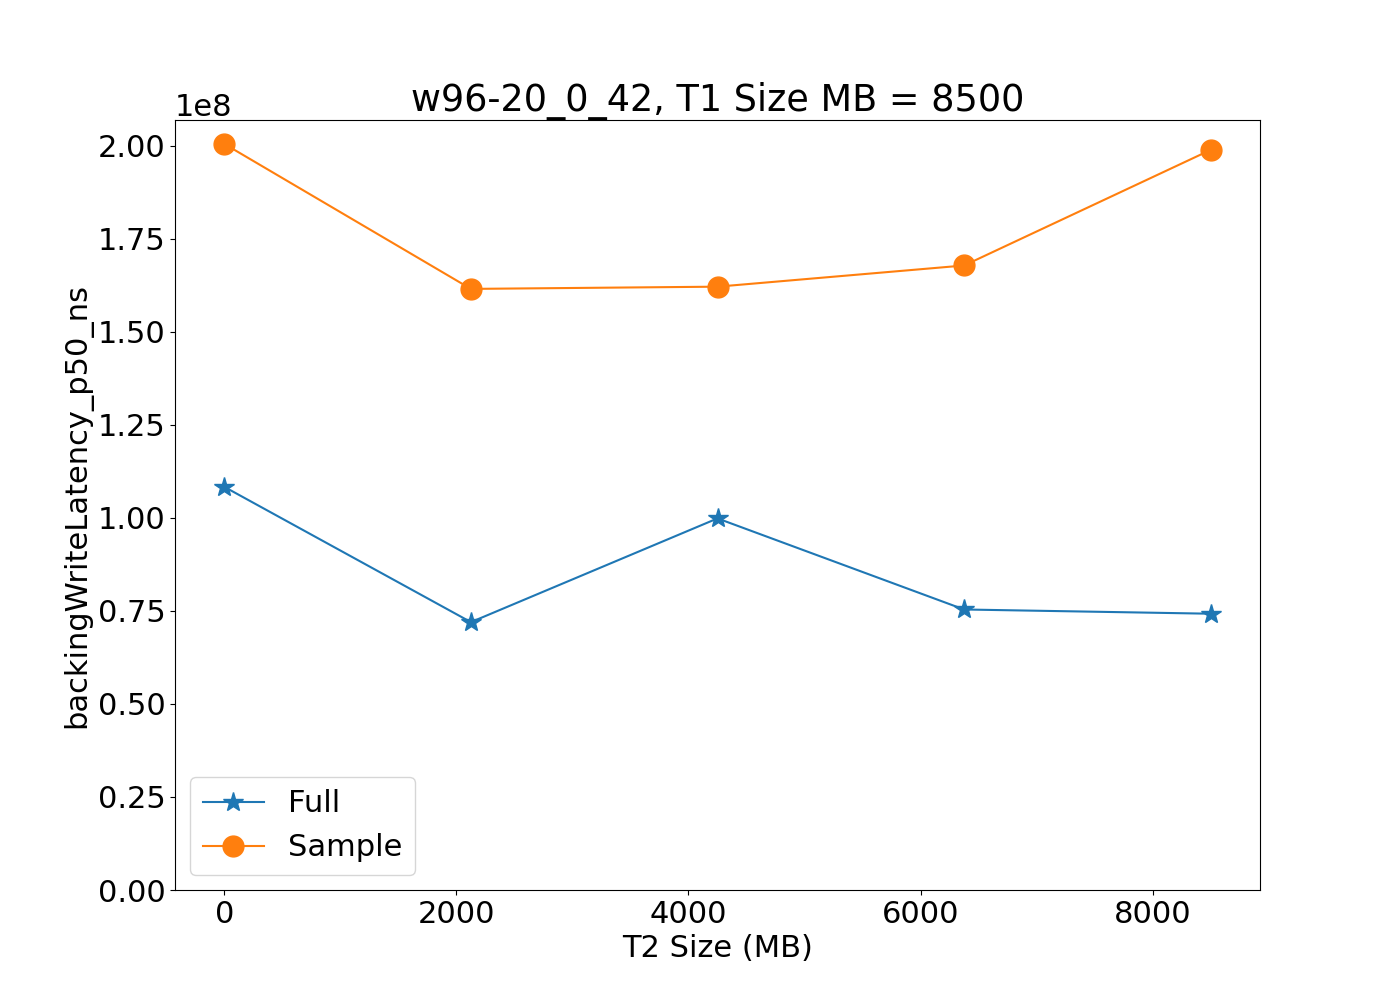 w96-20_0_42, T1 Size MB = 8500
1e8
2.00
1.75
1.50
1.25
1.00
0.75
0.50
0.25
0.00
backingWriteLatency_p50_ns
Full
Sample
0 2000 4000 6000 8000
T2 Size (MB)